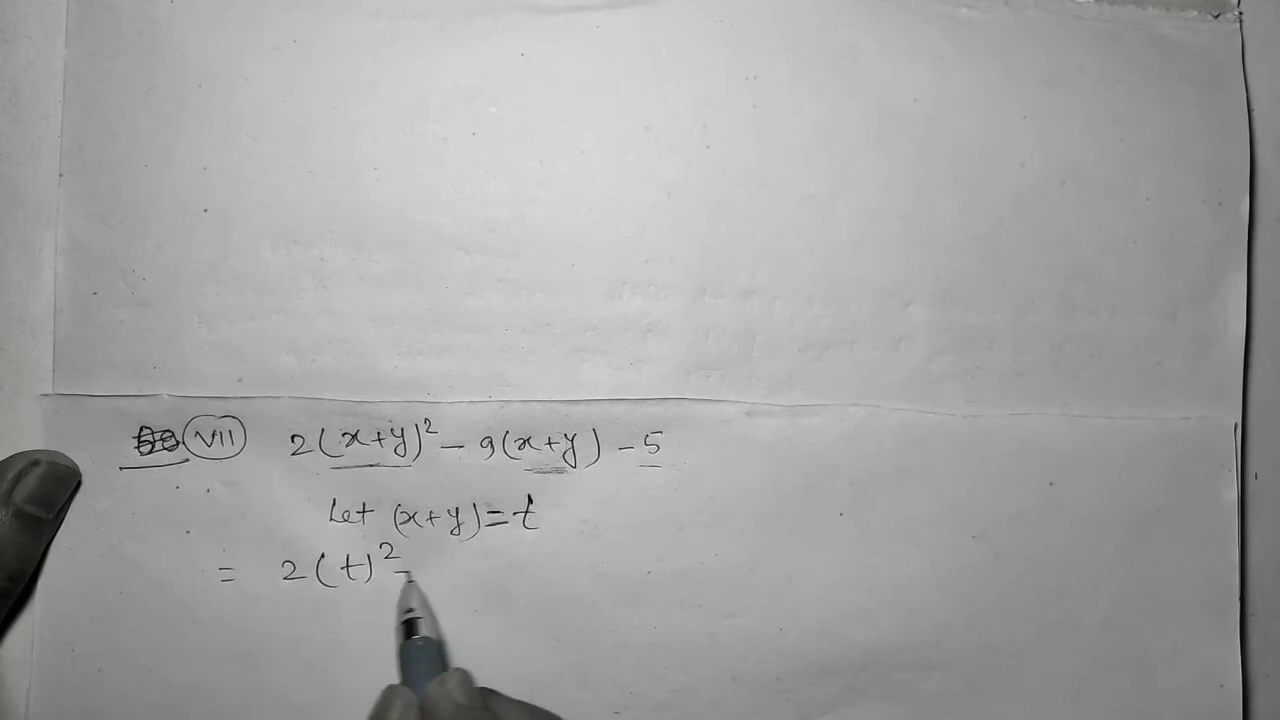 VII 2(x+y)² - 9(x+y) - 5
Let (x+y)=t
= 2(t)² -